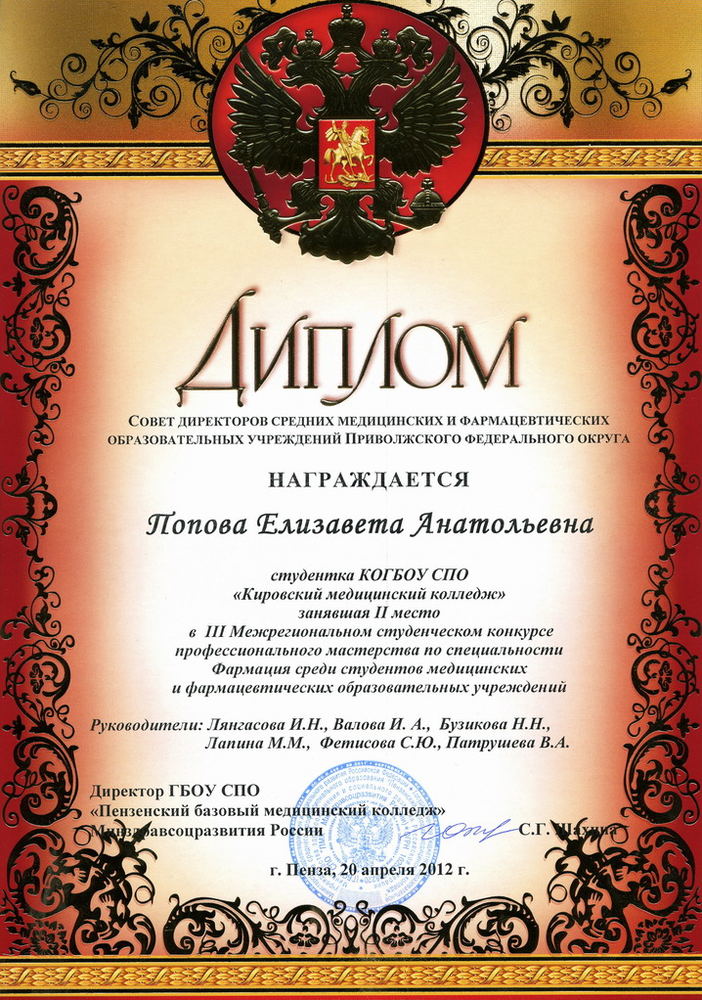 Диплом
Совет директоров средних медицинских и фармацевтических
образовательных учреждений Приволжского федерального округа
НАГРАЖДАЕТСЯ
Попова Елизавета Анатольевна
студентка КОГБОУ СПО
«Кировский медицинский колледж»
занявшая II место
в III Межрегиональном студенческом конкурсе
профессионального мастерства по специальности
Фармация среди студентов медицинских
и фармацевтических образовательных учреждений
Руководители: Лянгасова И.Н., Валова И. А., Бузикова Н.Н.,
Лапина М.М., Фетисова С.Ю., Патрушева В.А.
Директор ГБОУ СПО
«Пензенский базовый медицинский колледж»
Минздравсоцразвития России С.Г. Шахина
г. Пенза, 20 апреля 2012 г.